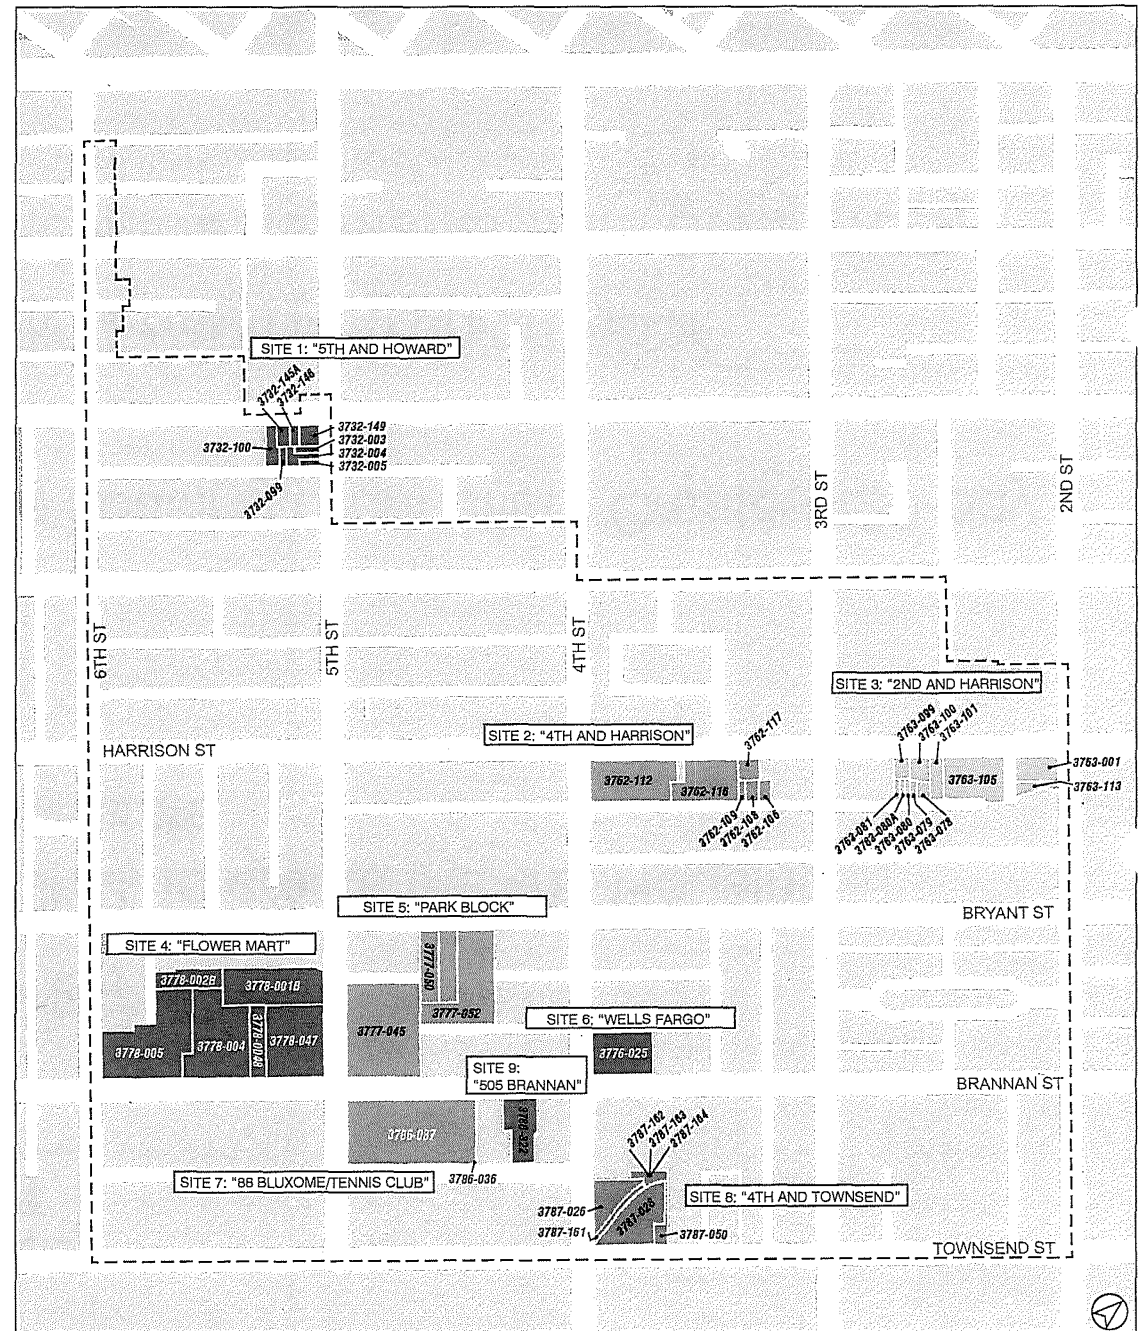 SITE 1: "5TH AND HOWARD"
3732-145A
3732-146
3732-149
3732-003
3732-100
3732-004
3732-005
3732-099
3RD ST
2ND ST
6TH ST
5TH ST
4TH ST
SITE 3: "2ND AND HARRISON"
3763-099
3763-100
3763-101
SITE 2: "4TH AND HARRISON"
3762-117
HARRISON ST
3762-112
3762-116
3763-105
3763-001
3763-113
3762-109
3762-108
3762-106
3763-081
3763-080A
3763-080
3763-079
3763-078
SITE 5: "PARK BLOCK"
BRYANT ST
SITE 4: "FLOWER MART"
3778-002B
3778-001B
3777-050
3777-052
SITE 6: "WELLS FARGO"
3778-005
3778-004
3778-004B
3778-047
3777-045
3776-025
SITE 9:
"505 BRANNAN"
BRANNAN ST
3786-037
3788-022
3787-162
3787-163
3787-164
SITE 7: "88 BLUXOME/TENNIS CLUB"
3786-036
SITE 8: "4TH AND TOWNSEND"
3787-026
3787-028
3787-161
3787-050
TOWNSEND ST